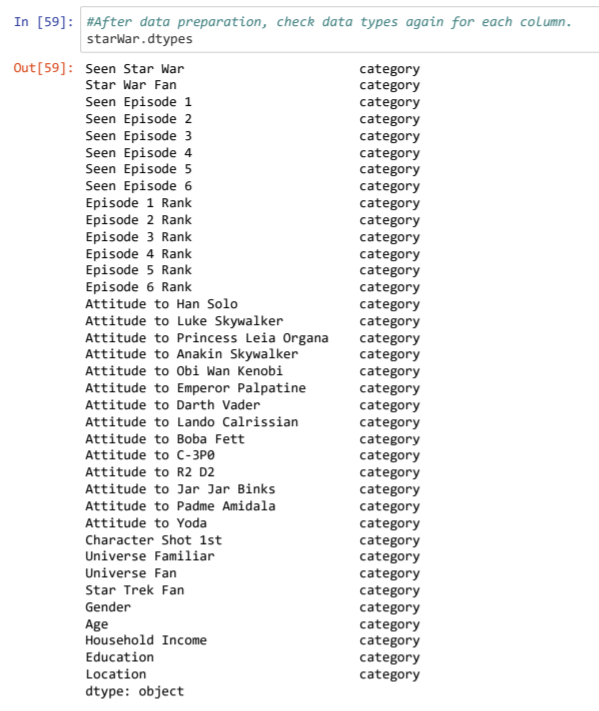 In [59]: #After data preparation, check data types again for each column.
starWar.dtypes
Out[59]: Seen Star War category
Star War Fan category
Seen Episode 1 category
Seen Episode 2 category
Seen Episode 3 category
Seen Episode 4 category
Seen Episode 5 category
Seen Episode 6 category
Episode 1 Rank category
Episode 2 Rank category
Episode 3 Rank category
Episode 4 Rank category
Episode 5 Rank category
Episode 6 Rank category
Attitude to Han Solo category
Attitude to Luke Skywalker category
Attitude to Princess Leia Organa category
Attitude to Anakin Skywalker category
Attitude to Obi Wan Kenobi category
Attitude to Emperor Palpatine category
Attitude to Darth Vader category
Attitude to Lando Calrissian category
Attitude to Boba Fett category
Attitude to C-3P0 category
Attitude to R2 D2 category
Attitude to Jar Jar Binks category
Attitude to Padme Amidala category
Attitude to Yoda category
Character Shot 1st category
Universe Familiar category
Universe Fan category
Star Trek Fan category
Gender category
Age category
Household Income category
Education category
Location category
dtype: object